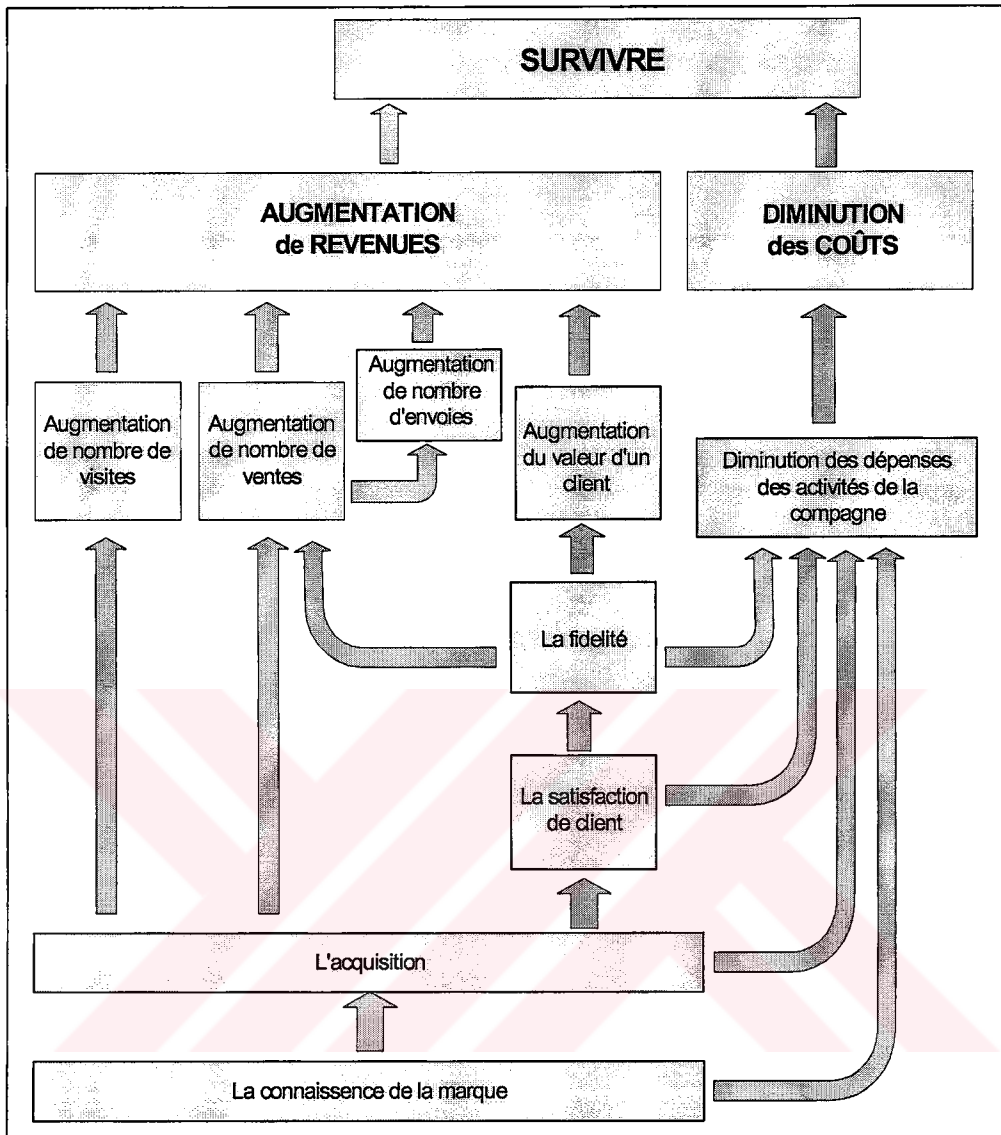 SURVIVRE
AUGMENTATION
de REVENUES
DIMINUTION
des COÛTS
Augmentation
de nombre de
visites
Augmentation
de nombre de
ventes
Augmentation
de nombre
d'envoies
Augmentation
du valeur d'un
client
Diminution des dépenses
des activités de la
compagne
La fidelité
La satisfaction
de client
L'acquisition
La connaissence de la marque